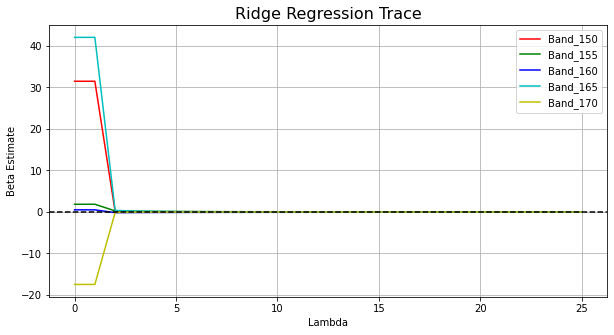 Ridge Regression Trace
Beta Estimate
40
30
20
10
0
−10
−20
0
5
10
15
20
25
Lambda
Band_150
Band_155
Band_160
Band_165
Band_170